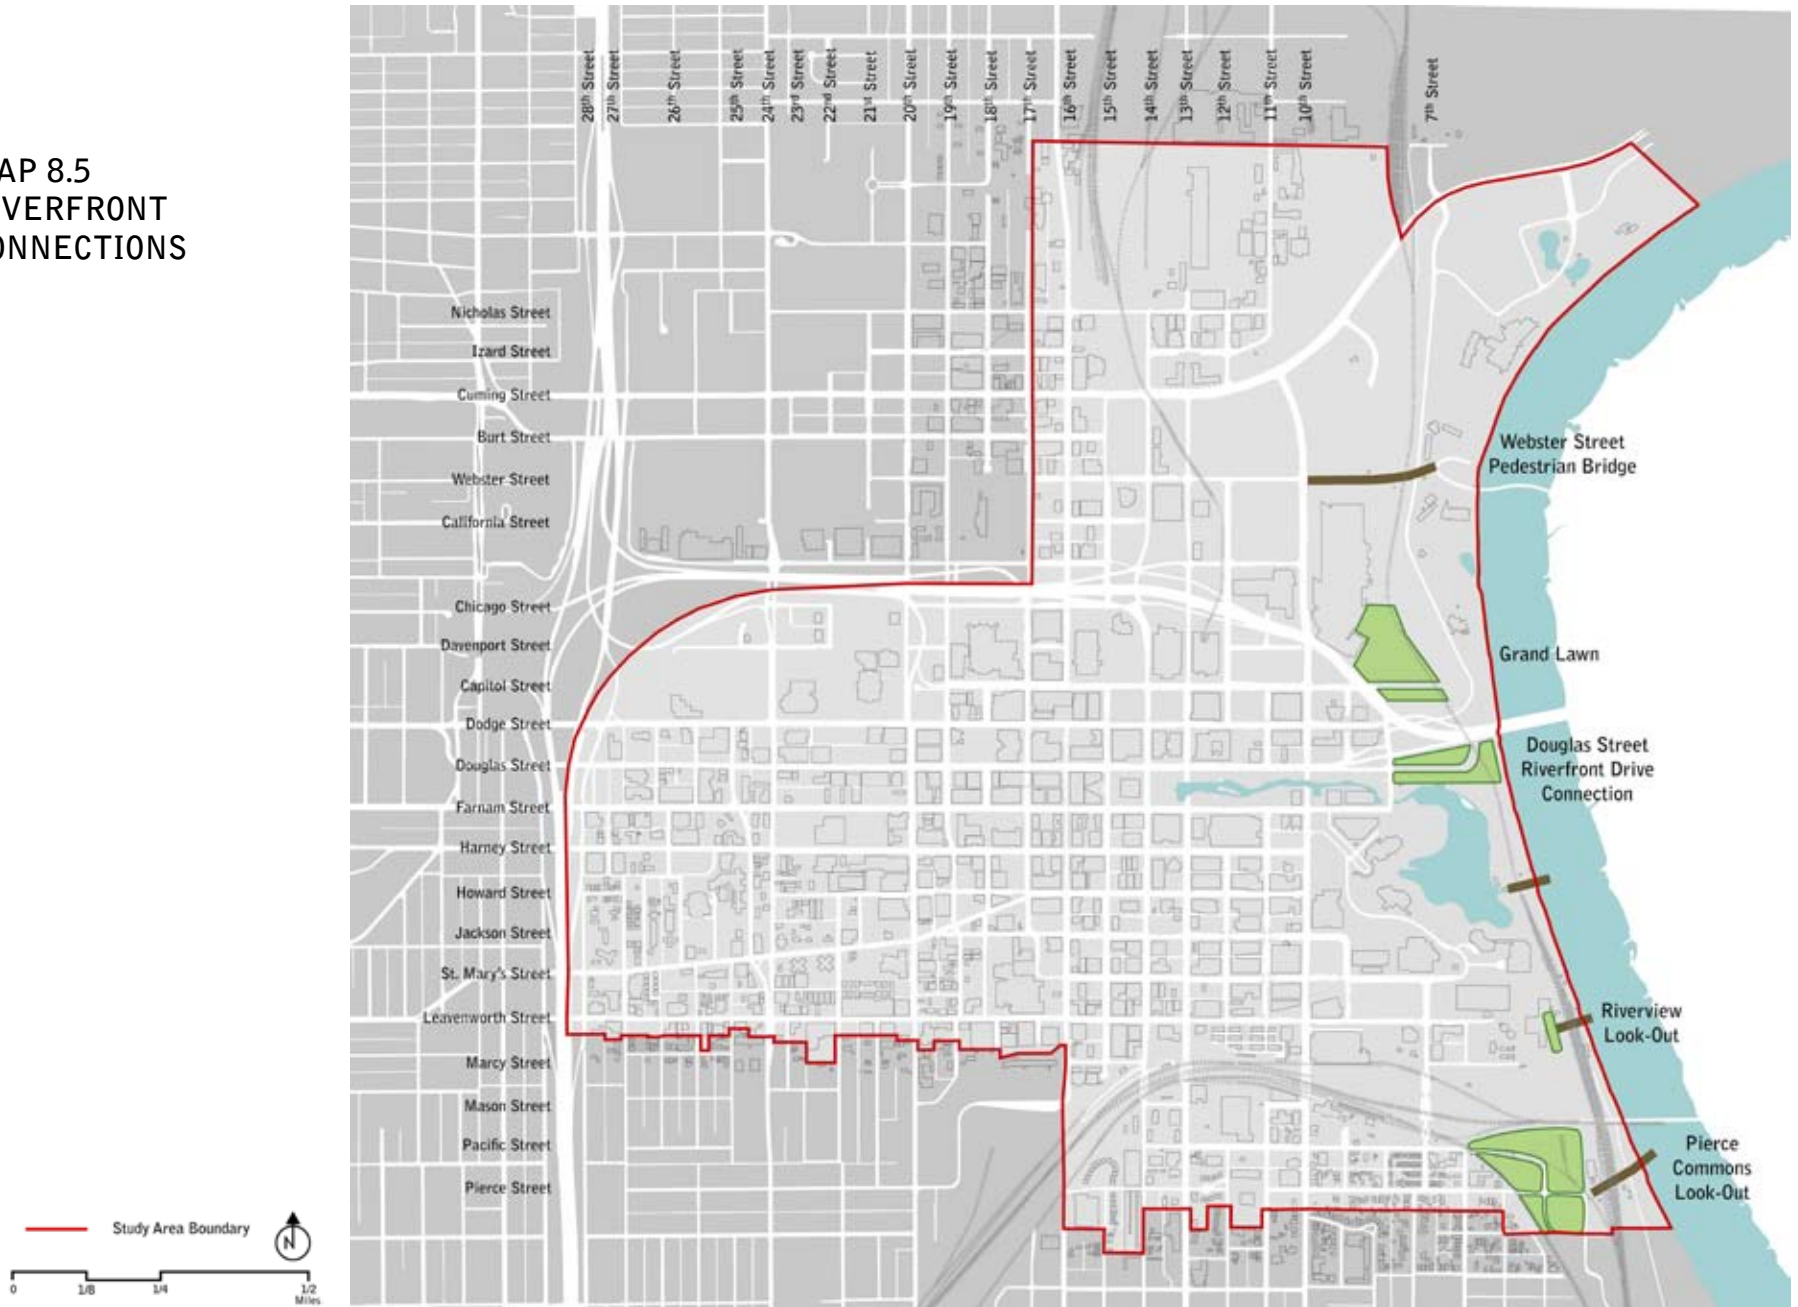 AP 8.5
VERFRONT
ONNECTIONS
28th Street
27th Street
26th Street
25th Street
24th Street
23rd Street
22nd Street
21st Street
20th Street
19th Street
18th Street
17th Street
16th Street
15th Street
14th Street
13th Street
12th Street
11th Street
10th Street
7th Street
Nicholas Street
Izard Street
Cuming Street
Burt Street
Webster Street
California Street
Chicago Street
Davenport Street
Capitol Street
Dodge Street
Douglas Street
Farnam Street
Harney Street
Howard Street
Jackson Street
St. Mary's Street
Leavenworth Street
Marcy Street
Mason Street
Pacific Street
Pierce Street
Webster Street
Pedestrian Bridge
Grand Lawn
Douglas Street
Riverfront Drive
Connection
Riverview
Look-Out
Pierce
Commons
Look-Out
Study Area Boundary
N
0 1/8 1/4 1/2
Miles